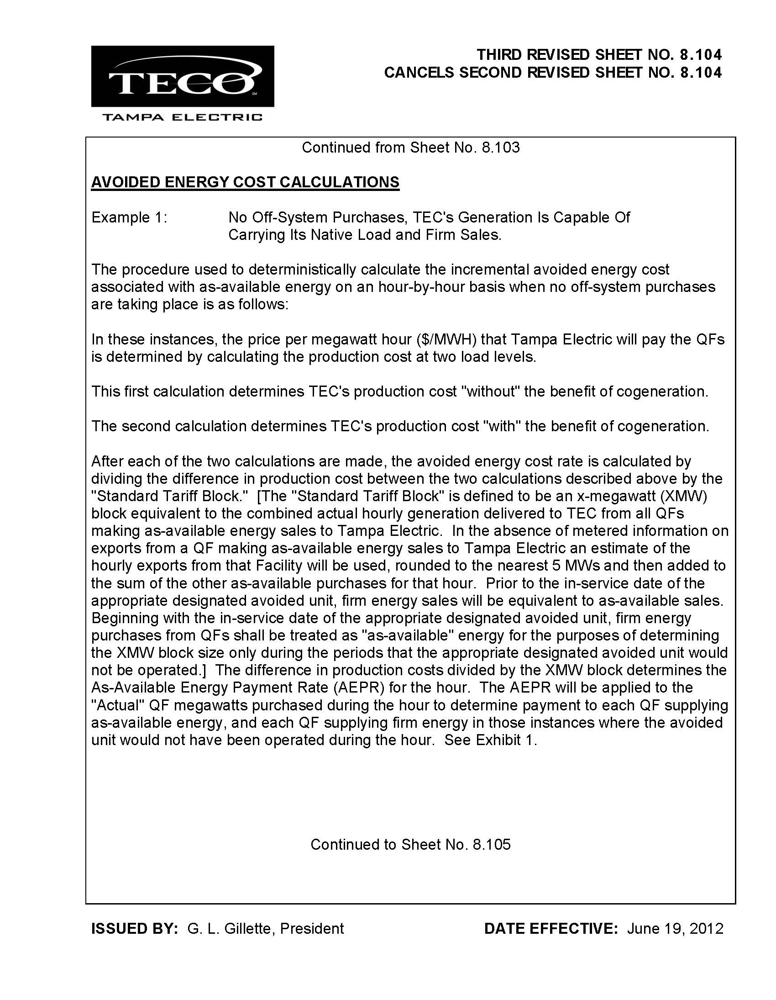 TECO
SM
TAMPA ELECTRIC
THIRD REVISED SHEET NO. 8.104
CANCELS SECOND REVISED SHEET NO. 8.104
Continued from Sheet No. 8.103
AVOIDED ENERGY COST CALCULATIONS
Example 1: No Off-System Purchases, TEC's Generation Is Capable Of
Carrying Its Native Load and Firm Sales.
The procedure used to deterministically calculate the incremental avoided energy cost
associated with as-available energy on an hour-by-hour basis when no off-system purchases
are taking place is as follows:
In these instances, the price per megawatt hour ($/MWH) that Tampa Electric will pay the QFs
is determined by calculating the production cost at two load levels.
This first calculation determines TEC's production cost "without" the benefit of cogeneration.
The second calculation determines TEC's production cost "with" the benefit of cogeneration.
After each of the two calculations are made, the avoided energy cost rate is calculated by
dividing the difference in production cost between the two calculations described above by the
"Standard Tariff Block." [The "Standard Tariff Block" is defined to be an x-megawatt (XMW)
block equivalent to the combined actual hourly generation delivered to TEC from all QFs
making as-available energy sales to Tampa Electric. In the absence of metered information on
exports from a QF making as-available energy sales to Tampa Electric an estimate of the
hourly exports from that Facility will be used, rounded to the nearest 5 MWs and then added to
the sum of the other as-available purchases for that hour. Prior to the in-service date of the
appropriate designated avoided unit, firm energy sales will be equivalent to as-available sales.
Beginning with the in-service date of the appropriate designated avoided unit, firm energy
purchases from QFs shall be treated as "as-available" energy for the purposes of determining
the XMW block size only during the periods that the appropriate designated avoided unit would
not be operated.] The difference in production costs divided by the XMW block determines the
As-Available Energy Payment Rate (AEPR) for the hour. The AEPR will be applied to the
"Actual" QF megawatts purchased during the hour to determine payment to each QF supplying
as-available energy, and each QF supplying firm energy in those instances where the avoided
unit would not have been operated during the hour. See Exhibit 1.
Continued to Sheet No. 8.105
ISSUED BY: G. L. Gillette, President
DATE EFFECTIVE: June 19, 2012